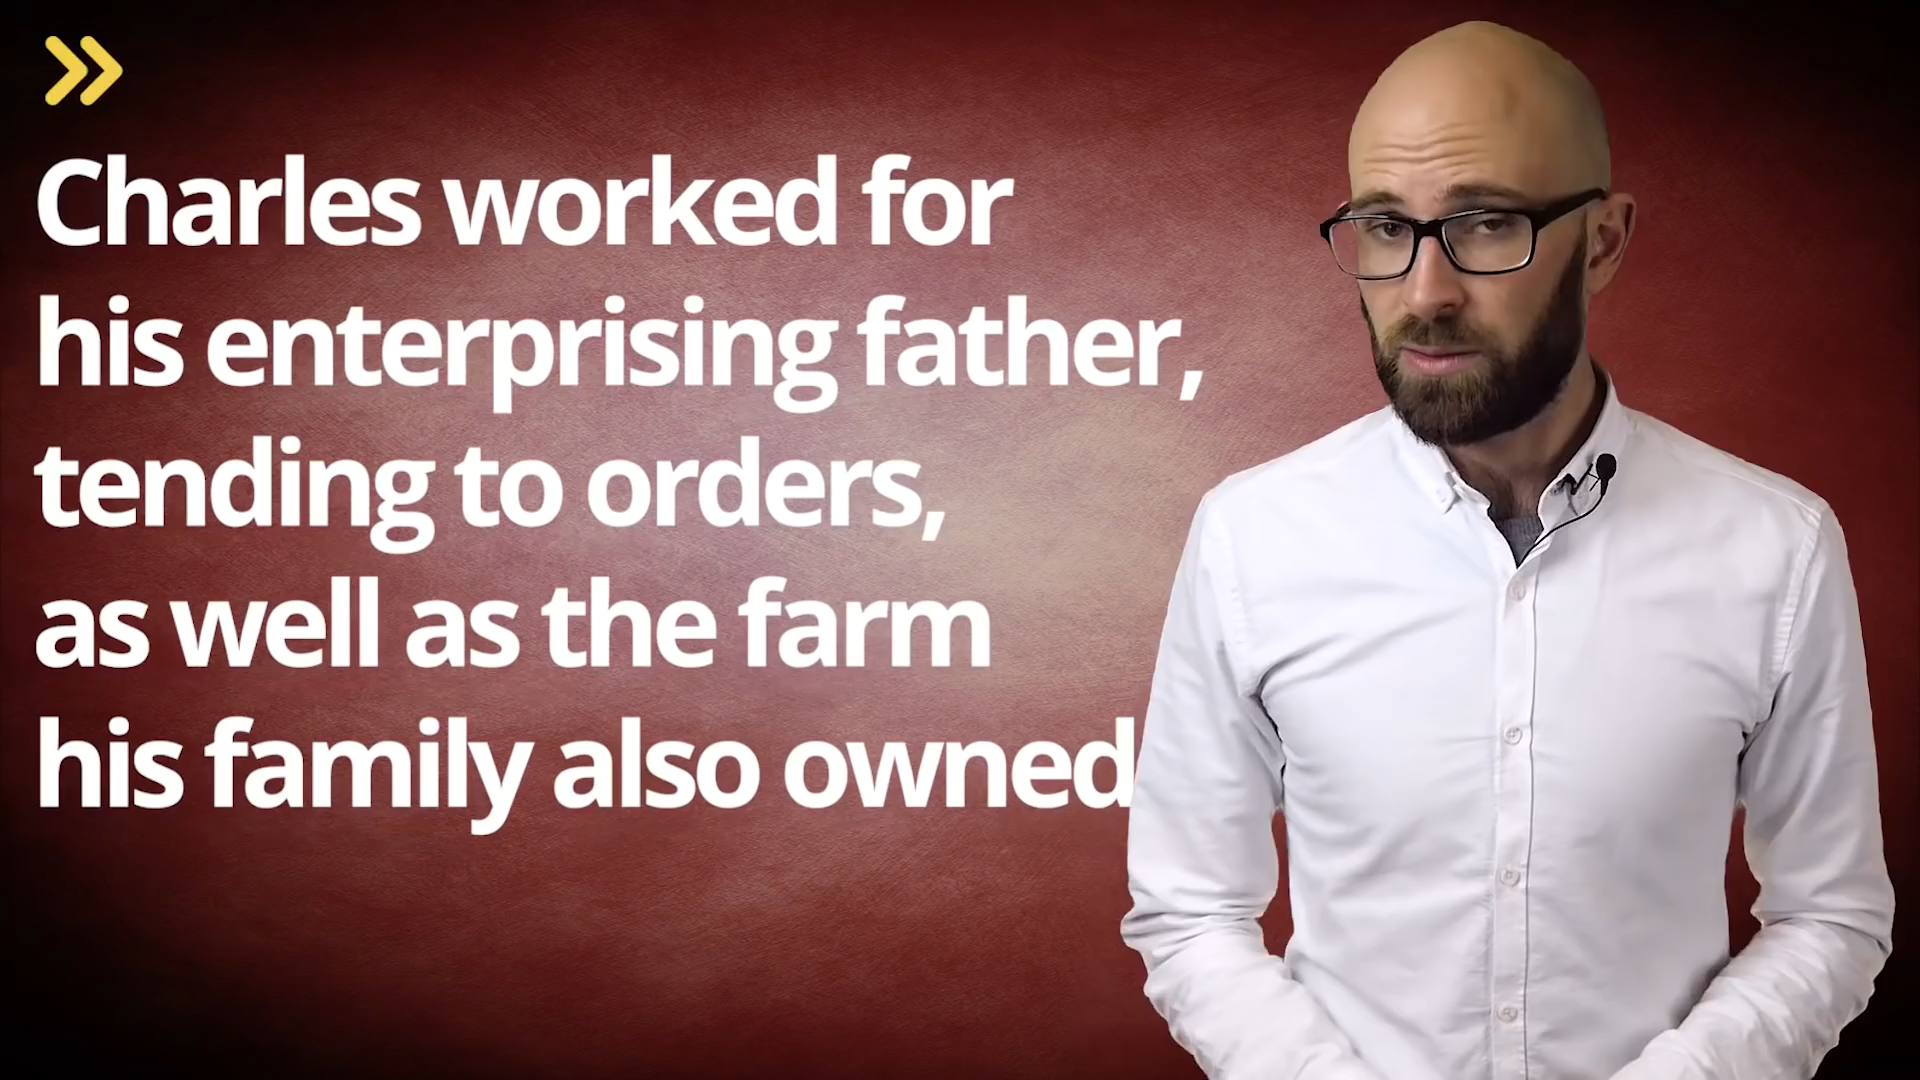 Charles worked for
his enterprising father,
tending to orders,
as well as the farm
his family also owned